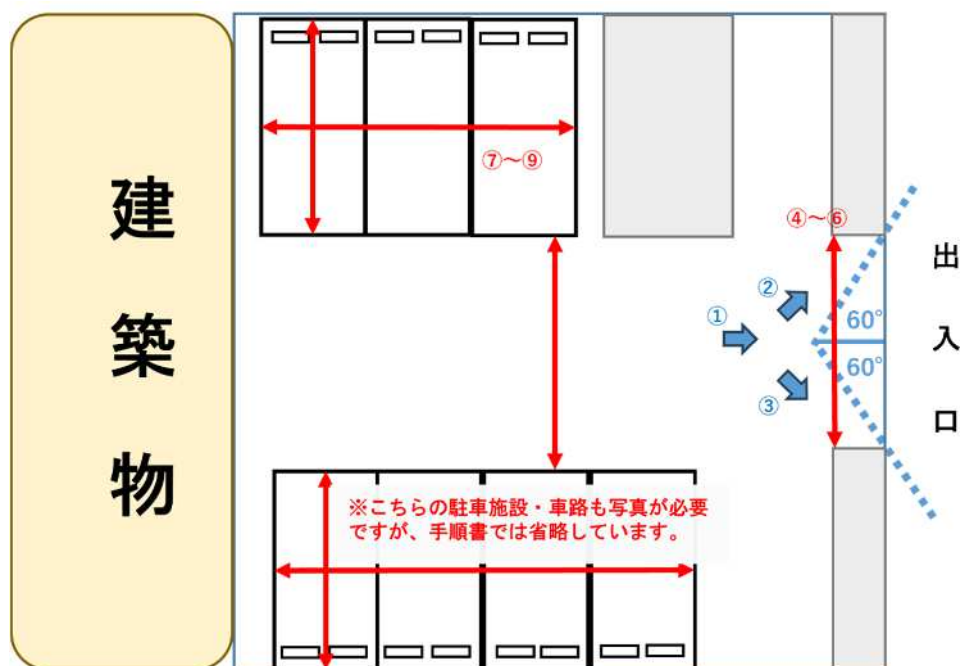 建築物
⑦～⑨
④～⑥
②
①
60°
60°
③
出入口
※こちらの駐車施設・車路も写真が必要
ですが、手順書では省略しています。